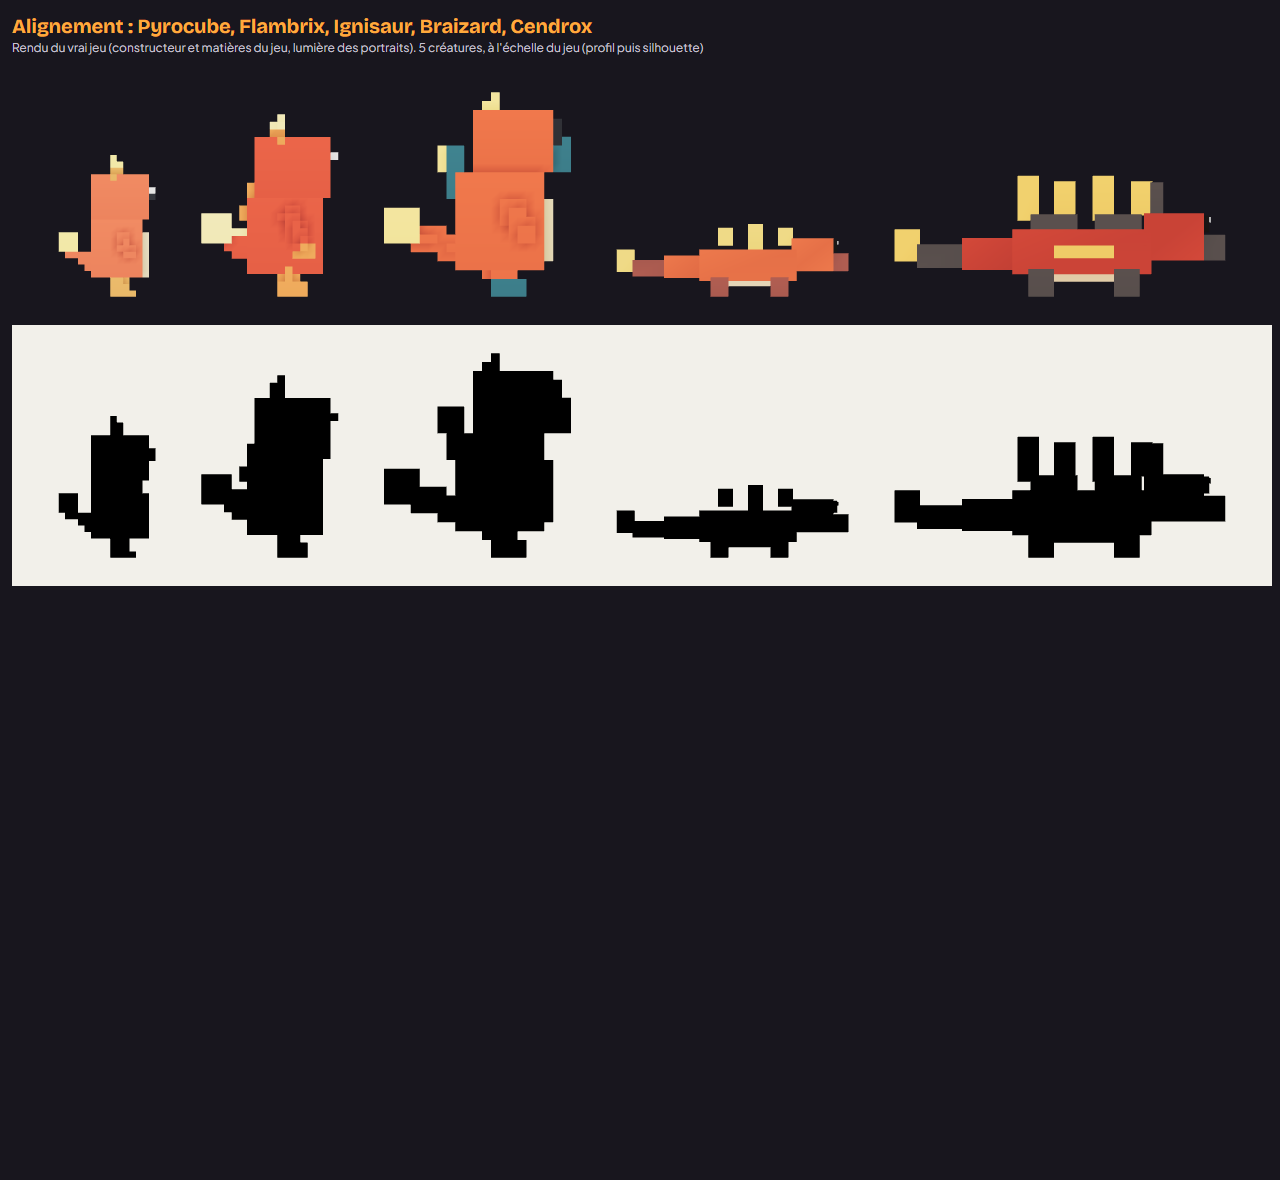 Alignement : Pyrocube, Flambrix, Ignisaur, Braizard, Cendrox
Rendu du vrai jeu (constructeur et matières du jeu, lumière des portraits). 5 créatures, à l'échelle du jeu (profil puis silhouette)